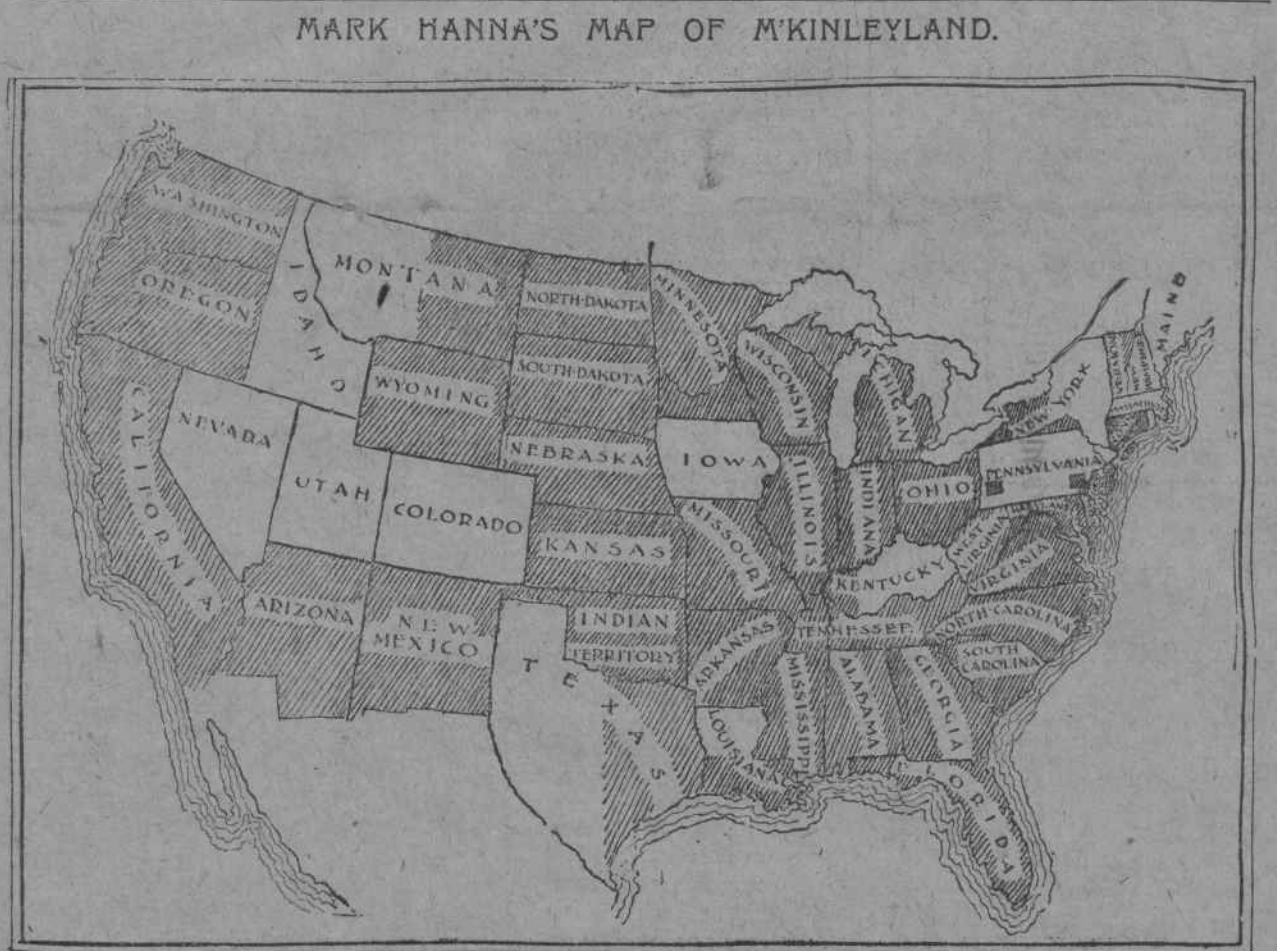 MARK HANNA'S MAP OF M'KINLEYLAND.
WASHINGTON
OREGON
IDAHO
MONTANA
NORTH-DAKOTA
MINNESOTA
WISCONSIN
ICHIGAN
NEW YORK
MAINE
SOUTH-DAKOTA
WYOMING
CALIFORNIA
NEVADA
UTAH
COLORADO
NEBRASKA
IOWA
ILLINOIS
INDIANA
OHIO
PENNSYLVANIA
KANSAS
MISSOURI
KENTUCKY
WEST
VIRGINIA
VIRGINIA
ARIZONA
NEW
MEXICO
INDIAN
TERRITORY
ARKANSAS
TENNESSEE
NORTH-CAROLINA
SOUTH
CAROLINA
TEXAS
LOUISIANA
MISSISSIPPI
ALABAMA
GEORGIA
FLORIDA